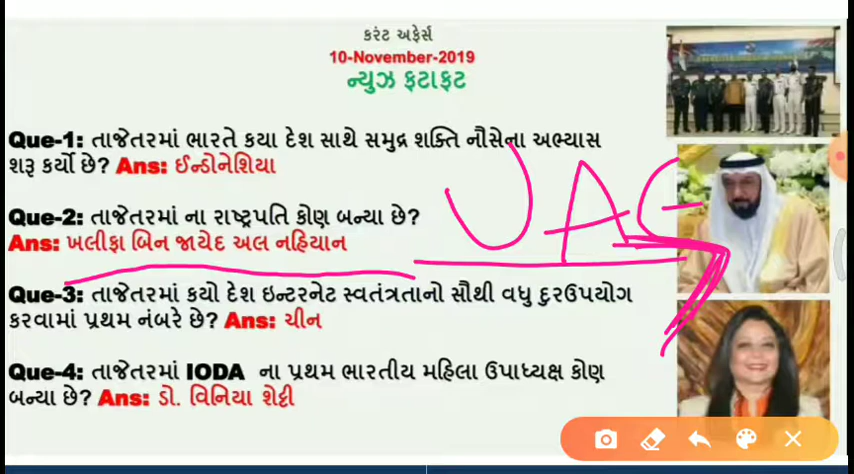 કરંટ અફેર્સ
10-November-2019
ન્યુઝ ફટાફટ
Que-1: તાજેતરમાં ભારતે કયા દેશ સાથે સમુદ્ર શક્તિ નૌસેના અભ્યાસ
શરૂ કર્યો છે? Ans: ઈન્ડોનેશિયા
Que-2: તાજેતરમાં ના રાષ્ટ્રપતિ કોણ બન્યા છે?
Ans: ખલીફા બિન જાયેદ અલ નહિયાન
UAE
Que-3: તાજેતરમાં કયો દેશ ઇન્ટરનેટ સ્વતંત્રતાનો સૌથી વધુ દુરઉપયોગ
કરવામાં પ્રથમ નંબરે છે? Ans: ચીન
Que-4: તાજેતરમાં IODA ના પ્રથમ ભારતીય મહિલા ઉપાધ્યક્ષ કોણ
બન્યા છે? Ans: ડો. વિનિયા શેટ્ટી